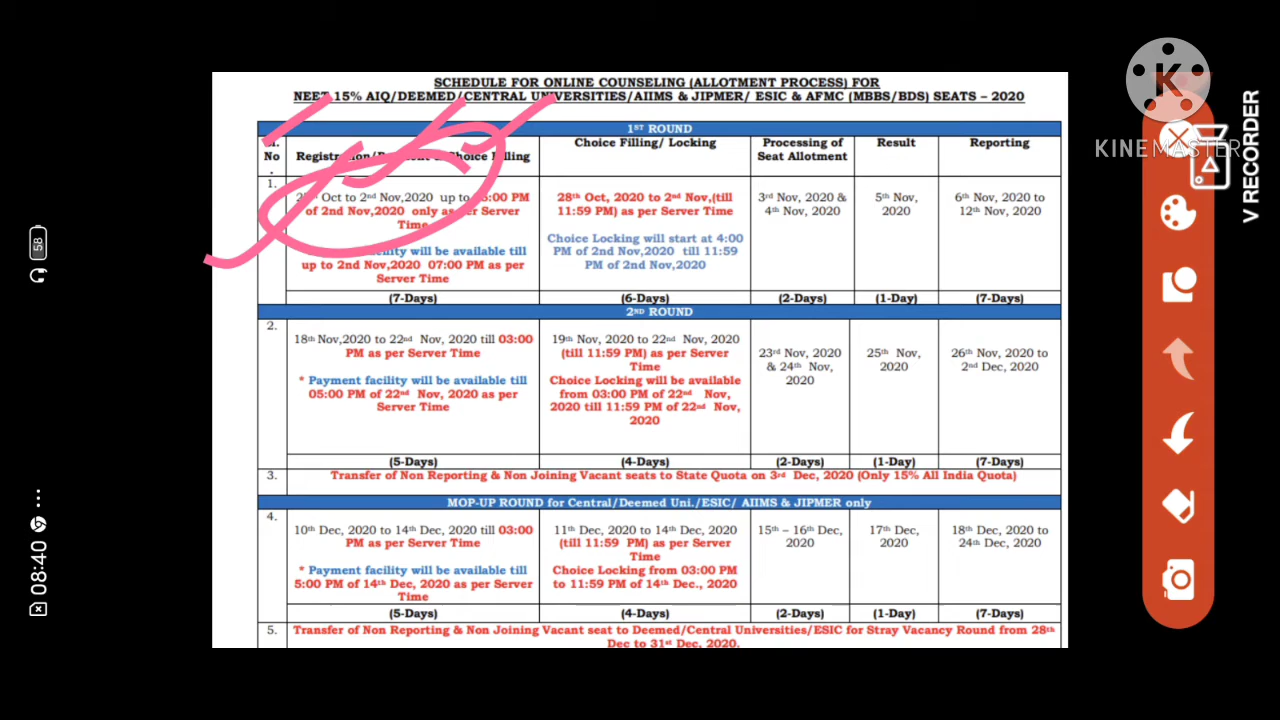 SCHEDULE FOR ONLINE COUNSELING (ALLOTMENT PROCESS) FOR
NEET 15% AIQ/DEEMED/CENTRAL UNIVERSITIES/AIIMS & JIPMER/ ESIC & AFMC (MBBS/BDS) SEATS – 2020
1ST ROUND
No
.
Choice Filling
Choice Filling/ Locking
Processing of
Seat Allotment
Result
Reporting
1.
Oct to 2nd Nov,2020 up to
PM
of 2nd Nov,2020 only as per Server
Time
will be available till
up to 2nd Nov,2020 07:00 PM as per
Server Time
28th Oct, 2020 to 2nd Nov,(till
11:59 PM) as per Server Time
Choice Locking will start at 4:00
PM of 2nd Nov,2020 till 11:59
PM of 2nd Nov,2020
3rd Nov, 2020 &
4th Nov, 2020
5th Nov,
2020
6th Nov, 2020 to
12th Nov, 2020
(7-Days)
(6-Days)
(2-Days)
(1-Day)
(7-Days)
2ND ROUND
2.
18th Nov,2020 to 22nd Nov, 2020 till 03:00
PM as per Server Time
* Payment facility will be available till
05:00 PM of 22nd Nov, 2020 as per
Server Time
19th Nov, 2020 to 22nd Nov, 2020
(till 11:59 PM) as per Server
Time
Choice Locking will be available
from 03:00 PM of 22nd Nov,
2020 till 11:59 PM of 22nd Nov,
2020
23rd Nov, 2020
& 24th Nov,
2020
25th Nov,
2020
26th Nov, 2020 to
2nd Dec, 2020
(5-Days)
(4-Days)
(2-Days)
(1-Day)
(7-Days)
3.
Transfer of Non Reporting & Non Joining Vacant seats to State Quota on 3rd Dec, 2020 (Only 15% All India Quota)
MOP-UP ROUND for Central/Deemed Uni./ESIC/ AIIMS & JIPMER only
4.
10th Dec, 2020 to 14th Dec, 2020 till 03:00
PM as per Server Time
* Payment facility will be available till
5:00 PM of 14th Dec, 2020 as per Server
Time
11th Dec, 2020 to 14th Dec, 2020
(till 11:59 PM) as per Server
Time
Choice Locking from 03:00 PM
to 11:59 PM of 14th Dec., 2020
15th – 16th Dec,
2020
17th Dec,
2020
18th Dec, 2020 to
24th Dec, 2020
(5-Days)
(4-Days)
(2-Days)
(1-Day)
(7-Days)
5.
Transfer of Non Reporting & Non Joining Vacant seat to Deemed/Central Universities/ESIC for Stray Vacancy Round from 28th
Dec to 31st Dec, 2020.
K
KINEMASTER
V RECORDER
58
08:40